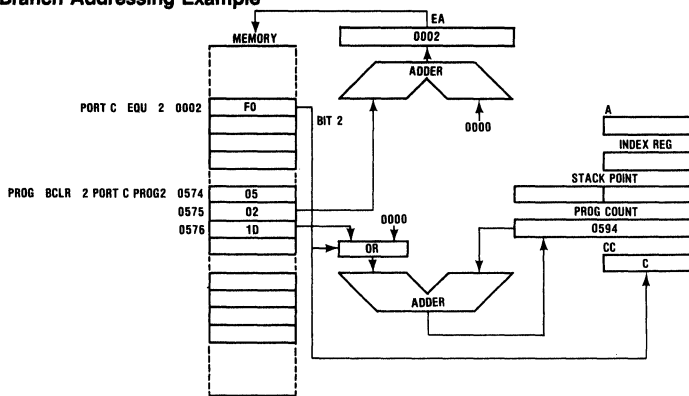 Branch Addressing Example
EA
0002
MEMORY
ADDER
PORT C EQU 2 0002 F0
BIT 2
0000
A
INDEX REG
STACK POINT
PROG BCLR 2 PORT C PROG2 0574 05
0575 02
PROG COUNT
0576 1D
0000
0594
OR
CC
C
ADDER